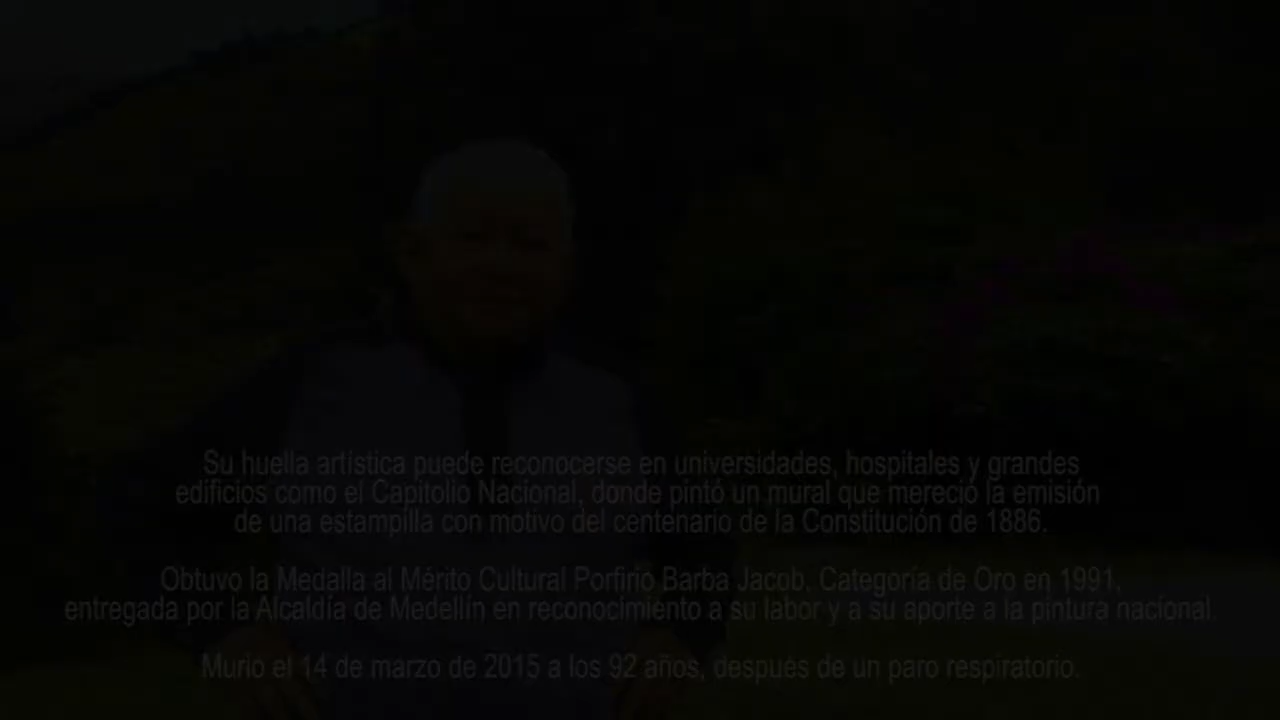 Su huella artística puede reconocerse en universidades, hospitales y grandes
edificios como el Capitolio Nacional, donde pintó un mural que mereció la emisión
de una estampilla con motivo del centenario de la Constitución de 1886.
Obtuvo la Medalla al Mérito Cultural Porfirio Barba Jacob, Categoría de Oro en 1991,
entregada por la Alcaldía de Medellín en reconocimiento a su labor y a su aporte a la pintura nacional.
Murió el 14 de marzo de 2015 a los 92 años, después de un paro respiratorio.